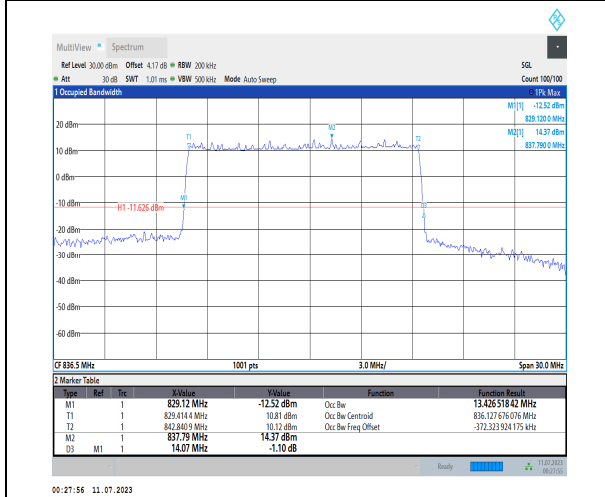 MultiView Spectrum
Ref Level 30.00 dBm Offset 4.17 dB RBW 200 kHz SGL
Att 30 dB SWT 1.01 ms VBW 500 kHz Mode Auto Sweep Count 100/100
1 Occupied Bandwidth 1Pk Max
M1[1] -12.52 dBm
829.120 0 MHz
M2[1] 14.37 dBm
837.790 0 MHz
20 dBm
10 dBm
0 dBm
-10 dBm
-20 dBm
-30 dBm
-50 dBm
-60 dBm
T1
M2
T2
M1
H1 -11.626 dBm
D3
CF 836.5 MHz 1001 pts 3.0 MHz/ Span 30.0 MHz
2 Marker Table
Type Ref Trc X-Value Y-Value Function Function Result
M1 1 829.12 MHz -12.52 dBm Occ Bw 13.426 518 42 MHz
T1 1 829.414 4 MHz 10.81 dBm Occ Bw Centroid 836.127 676 076 MHz
T2 1 842.840 9 MHz 10.12 dBm Occ Bw Freq Offset -372.323 924 175 kHz
M2 1 837.79 MHz 14.37 dBm
D3 M1 1 14.07 MHz -1.10 dB
Ready 11.07.2023
00:27:55
00:27:56 11.07.2023